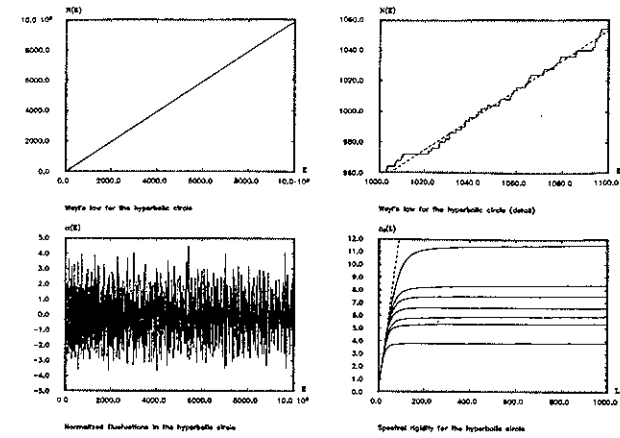 N(E)
10.0 10³
8000.0
6000.0
4000.0
2000.0
0.0
E
0.0 2000.0 4000.0 6000.0 8000.0 10.0·10³
Weyl's law for the hyperbolic circle
N(E)
1060.0
1040.0
1020.0
1000.0
980.0
960.0
E
1000.0 1020.0 1040.0 1060.0 1080.0 1100.0
Weyl's law for the hyperbolic circle (detail)
α(E)
5.0
4.0
3.0
2.0
1.0
0.0
-1.0
-2.0
-3.0
-4.0
-5.0
E
0.0 2000.0 4000.0 6000.0 8000.0 10.0 10³
Normalized fluctuations in the hyperbolic circle
(L)
12.0
11.0
10.0
9.0
8.0
7.0
6.0
5.0
4.0
3.0
2.0
1.0
0.0
L
0.0 200.0 400.0 600.0 800.0 1000.0
Spectral rigidity for the hyperbolic circle